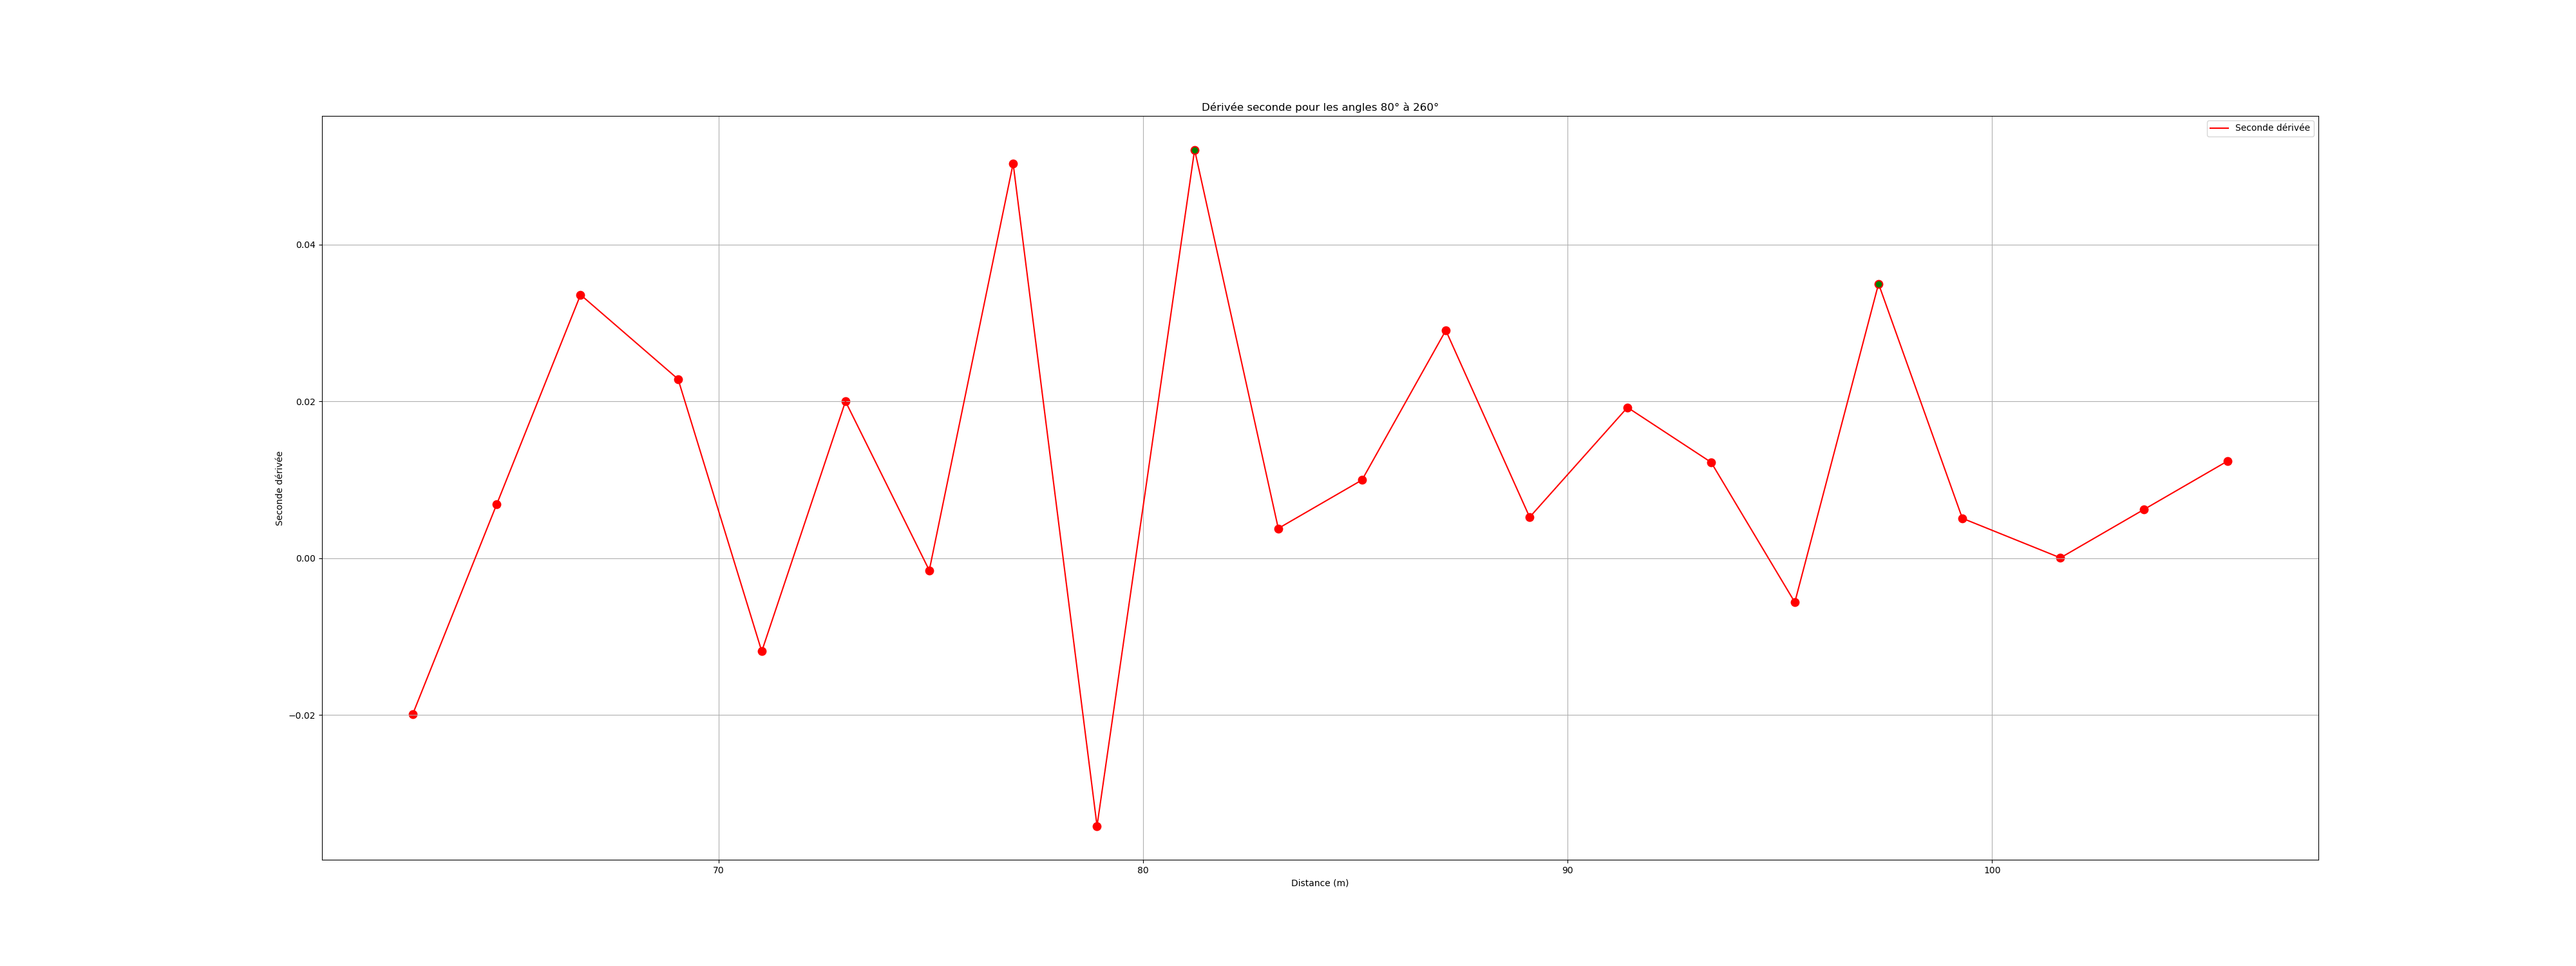 Dérivée seconde pour les angles 80° à 260°
Seconde dérivée
0.04
0.02
0.00
−0.02
Seconde dérivée
70
80
90
100
Distance (m)